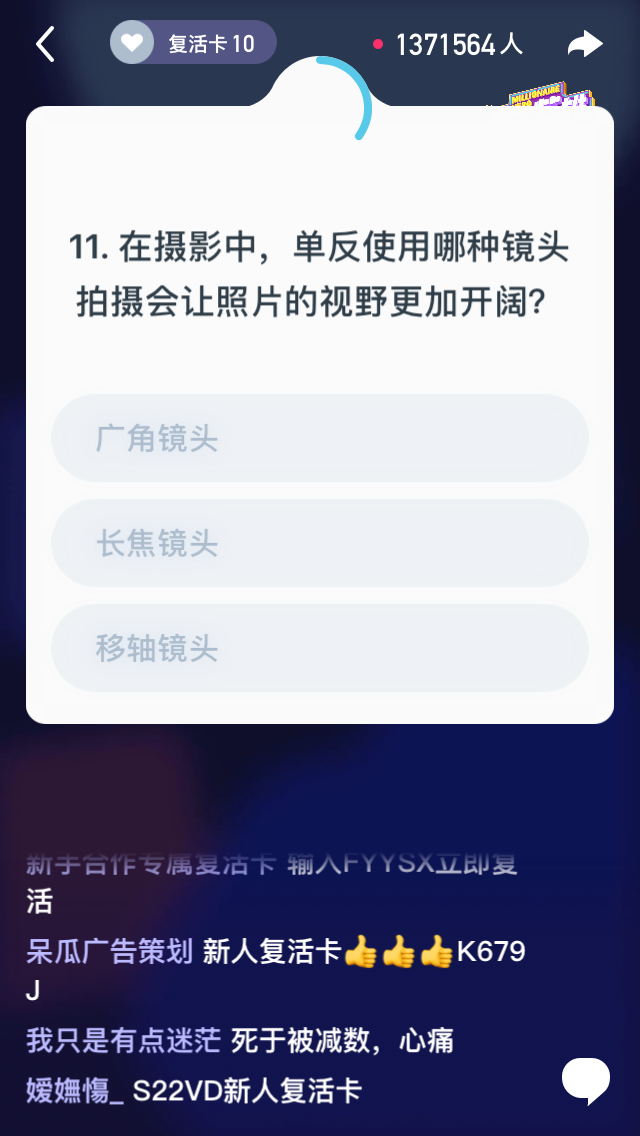 复活卡 10
1371564 人
MILLIONAIRE
11. 在摄影中，单反使用哪种镜头
拍摄会让照片的视野更加开阔?
广角镜头
长焦镜头
移轴镜头
新手合作专属复活卡 输入FYYSX立即复
活
呆瓜广告策划 新人复活卡👍👍👍K679
J
我只是有点迷茫 死于被减数，心痛
嫒嫵傷_ S22VD新人复活卡